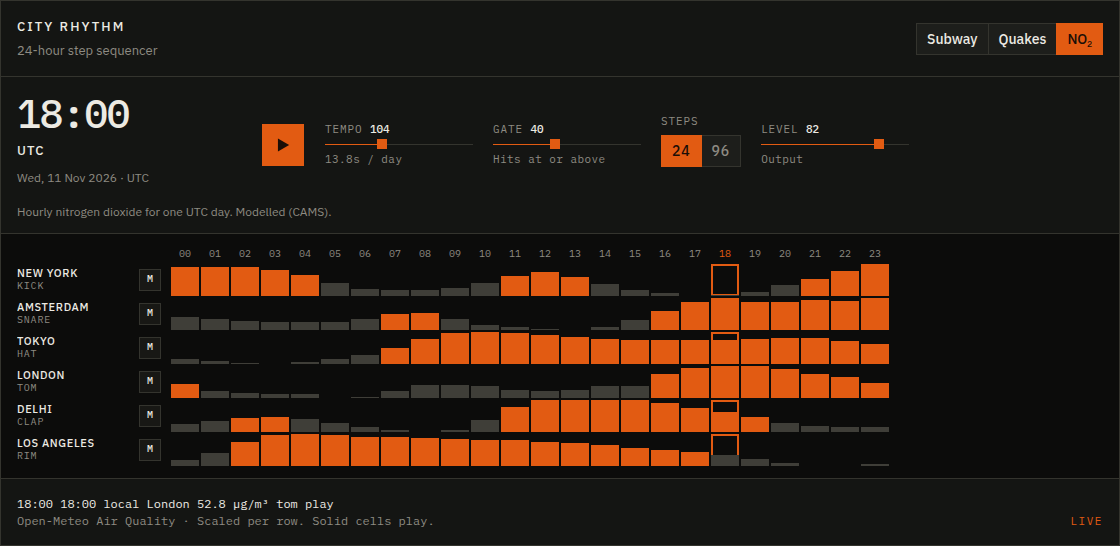 CITY RHYTHM
24-hour step sequencer
Subway Quakes NO₂
18:00
UTC
Wed, 11 Nov 2026 · UTC
TEMPO 104
13.8s / day
GATE 40
Hits at or above
STEPS
24 96
LEVEL 82
Output
Hourly nitrogen dioxide for one UTC day. Modelled (CAMS).
00 01 02 03 04 05 06 07 08 09 10 11 12 13 14 15 16 17 18 19 20 21 22 23
NEW YORK
KICK
M
AMSTERDAM
SNARE
M
TOKYO
HAT
M
LONDON
TOM
M
DELHI
CLAP
M
LOS ANGELES
RIM
M
18:00 18:00 local London 52.8 µg/m³ tom play
Open-Meteo Air Quality · Scaled per row. Solid cells play.
LIVE